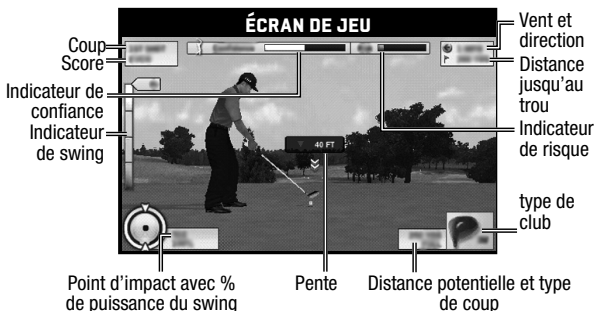 ÉCRAN DE JEU
Coup
Score
Indicateur de
confiance
Indicateur
de swing
Vent et
direction
Distance
jusqu'au
trou
Indicateur
de risque
type de
club
Confidence
40 FT
Point d'impact avec %
de puissance du swing
Pente
Distance potentielle et type
de coup